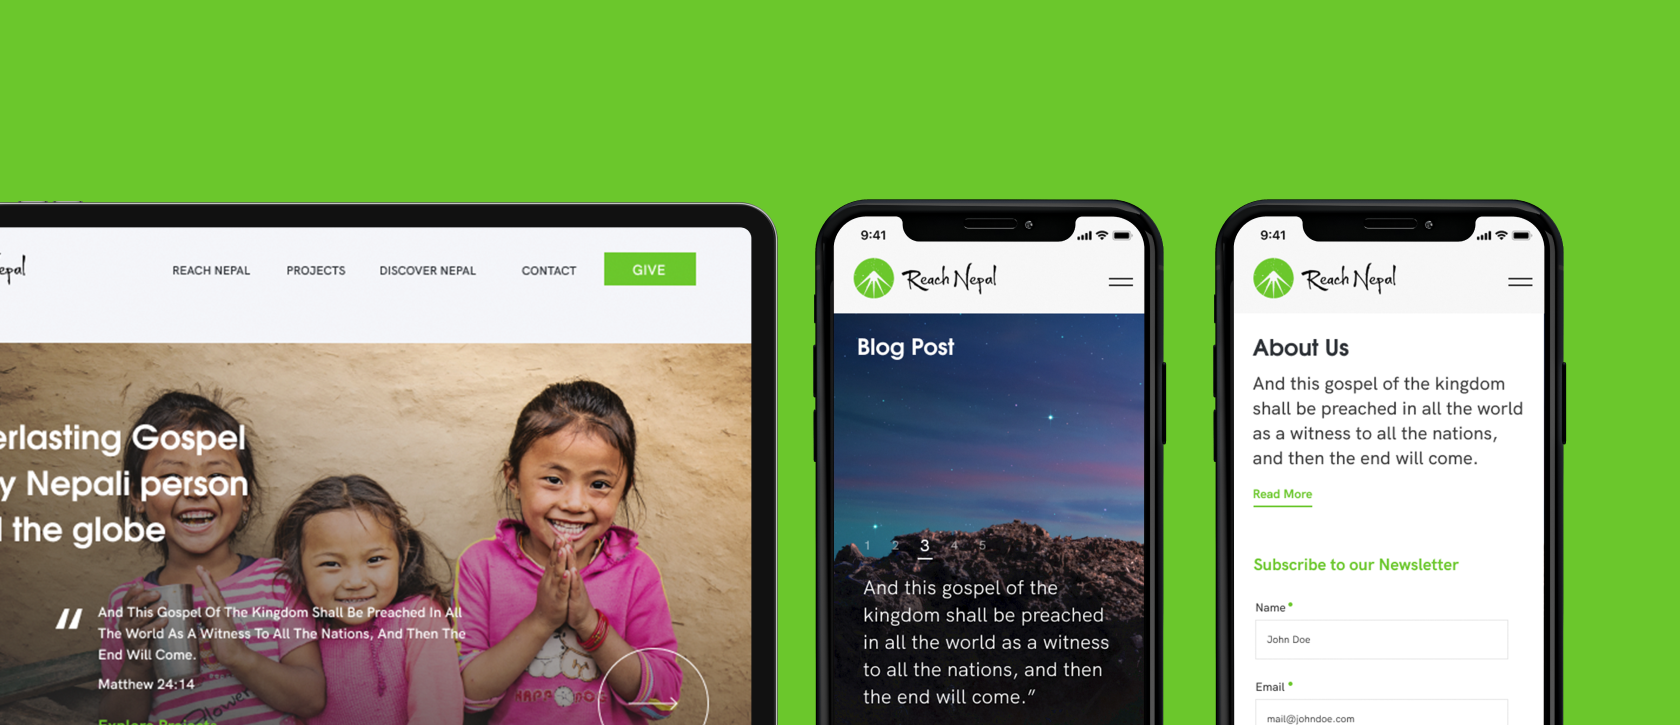 REACH NEPAL PROJECTS DISCOVER NEPAL CONTACT GIVE
erlasting Gospel
y Nepali person
the globe
“
And This Gospel Of The Kingdom Shall Be Preached In All
The World As A Witness To All The Nations, And Then The
End Will Come.
Matthew 24:14
Explore Projects
9:41
Reach Nepal
Blog Post
1 2 3 4 5
And this gospel of the
kingdom shall be preached
in all the world as a witness
to all the nations, and then
the end will come.”
9:41
Reach Nepal
About Us
And this gospel of the kingdom
shall be preached in all the world
as a witness to all the nations,
and then the end will come.
Read More
Subscribe to our Newsletter
Name *
John Doe
Email *
mail@johndoe.com